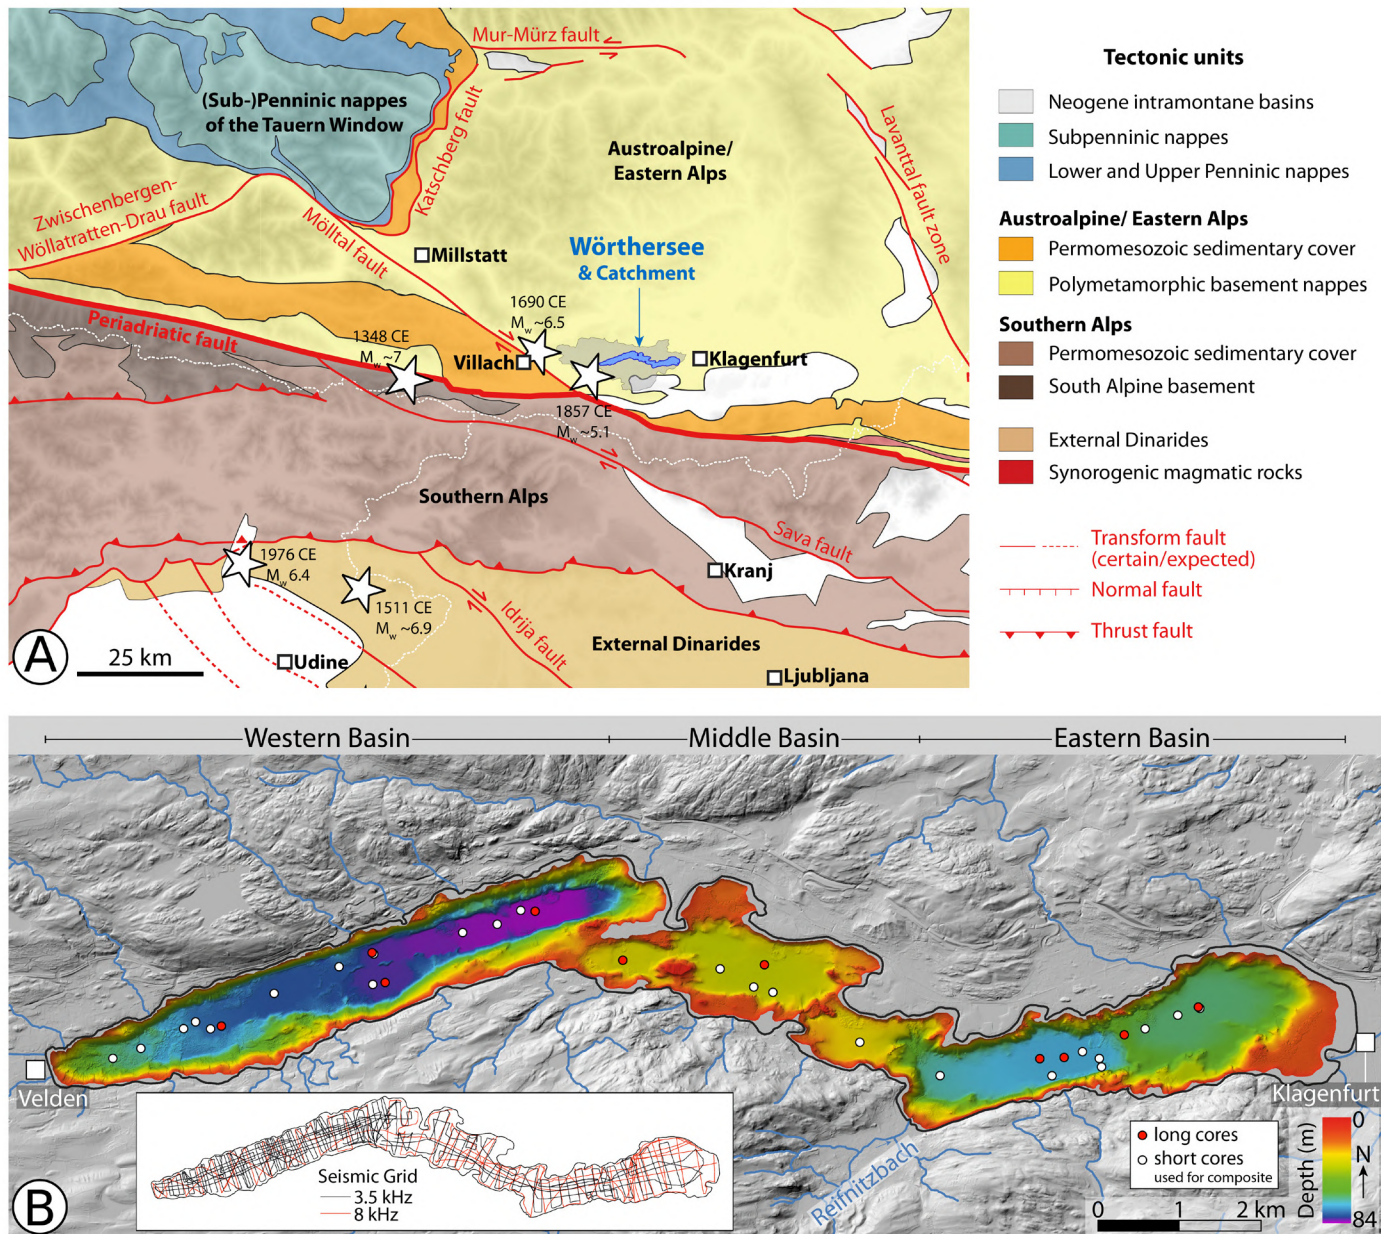 Mur-Mürz fault
(Sub-)Penninic nappes
of the Tauern Window
Katschberg fault
Austroalpine/
Eastern Alps
Lavanttal fault zone
Zwischenbergen-
Wöllatratten-Drau fault
Mölltal fault
Millstatt
Wörthersee
& Catchment
1690 CE
Mw ~6.5
Periadriatic fault
1348 CE
Mw ~7
Villach
Klagenfurt
1857 CE
Mw ~5.1
Southern Alps
Sava fault
1976 CE
Mw 6.4
Kranj
1511 CE
Mw ~6.9
Idrija fault
External Dinarides
A
25 km
Udine
Ljubljana
Tectonic units
Neogene intramontane basins
Subpenninic nappes
Lower and Upper Penninic nappes
Austroalpine/ Eastern Alps
Permomesozoic sedimentary cover
Polymetamorphic basement nappes
Southern Alps
Permomesozoic sedimentary cover
South Alpine basement
External Dinarides
Synorogenic magmatic rocks
Transform fault
(certain/expected)
Normal fault
Thrust fault
Western Basin
Middle Basin
Eastern Basin
Velden
Klagenfurt
Seismic Grid
3.5 kHz
8 kHz
Reifnitzbach
long cores
short cores
used for composite
0
Depth (m)
84
N
0 1 2 km
B